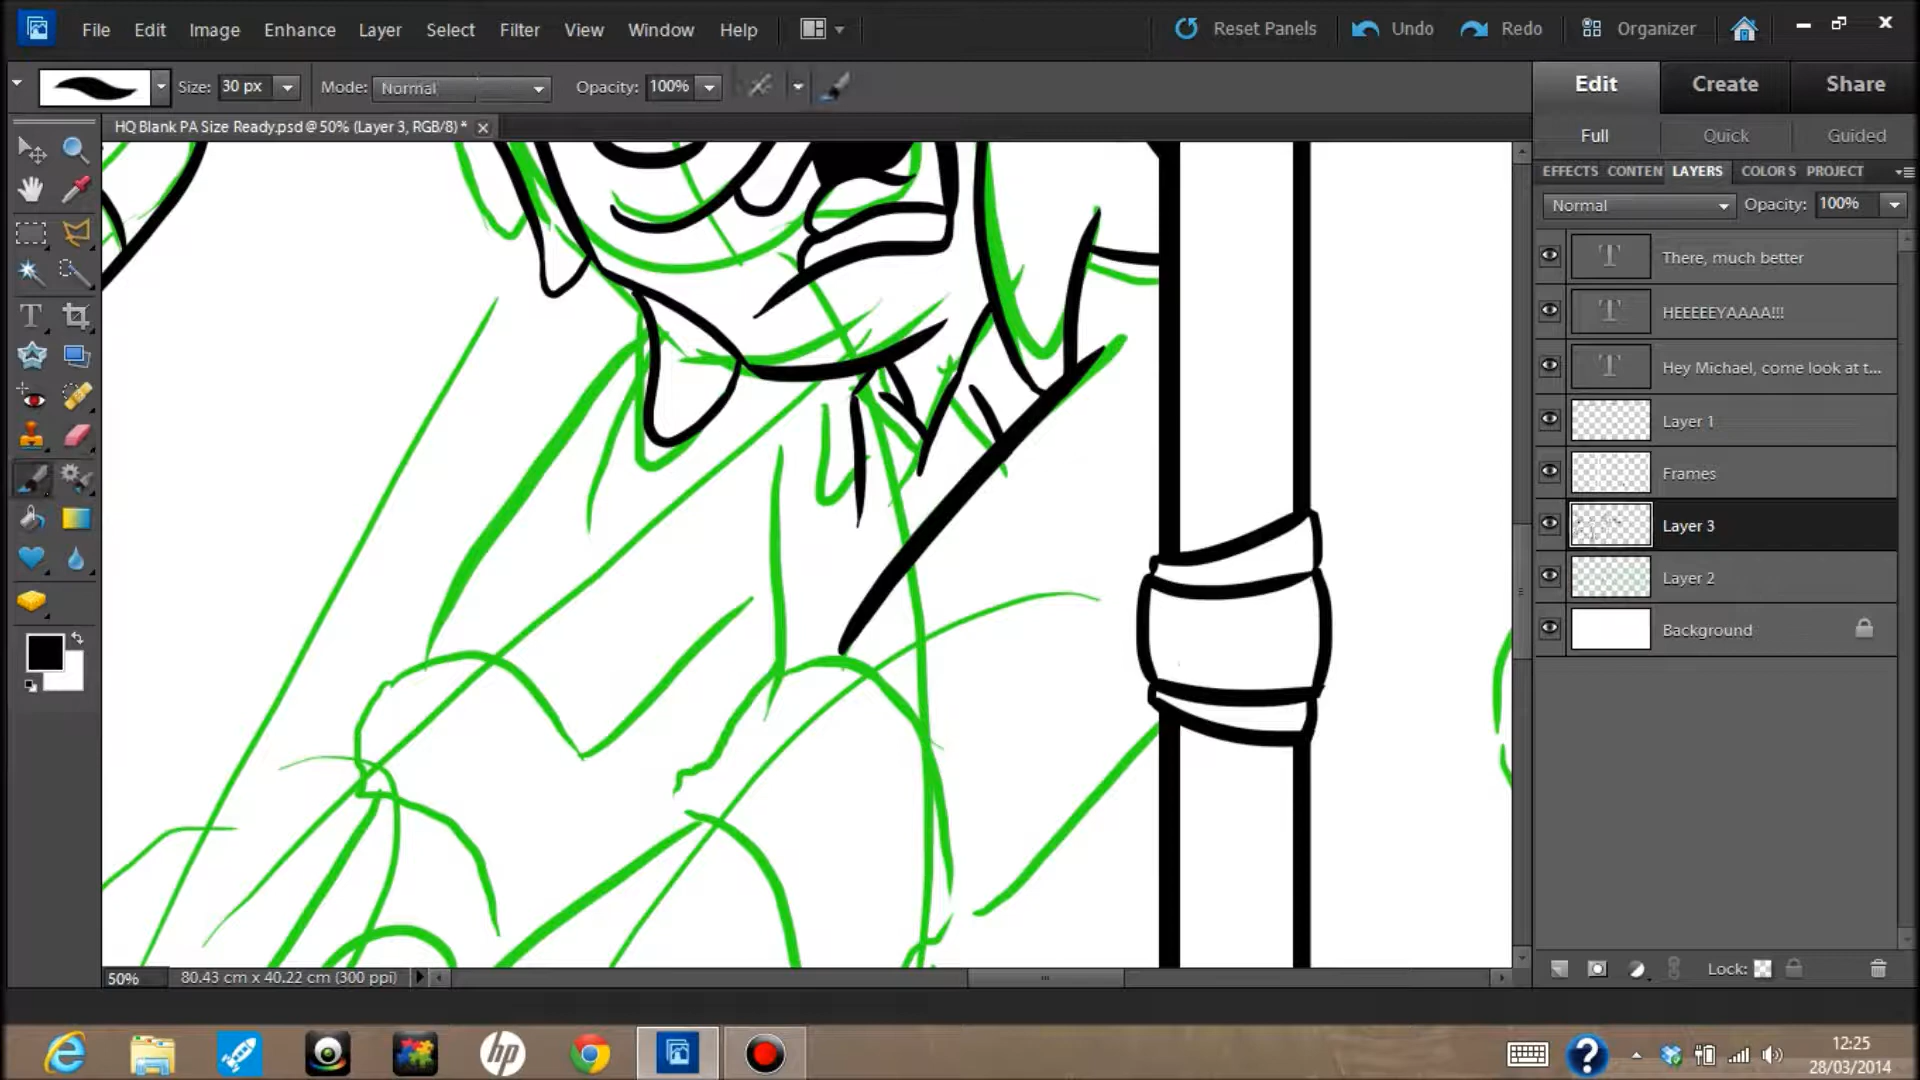 File Edit Image Enhance Layer Select Filter View Window Help Reset Panels Undo Redo Organizer
Size: 30 px Mode: Normal Opacity: 100% Edit Create Share
HQ Blank PA Size Ready.psd @ 50% (Layer 3, RGB/8) * Full Quick Guided
EFFECTS CONTEN LAYERS COLORS PROJECT
Normal Opacity: 100%
T There, much better
T HEEEEEYAAAA!!!
T Hey Michael, come look at t...
Layer 1
Frames
Layer 3
Layer 2
Background
Lock:
50% 80.43 cm x 40.22 cm (300 ppi)
hp
12:25
28/03/2014